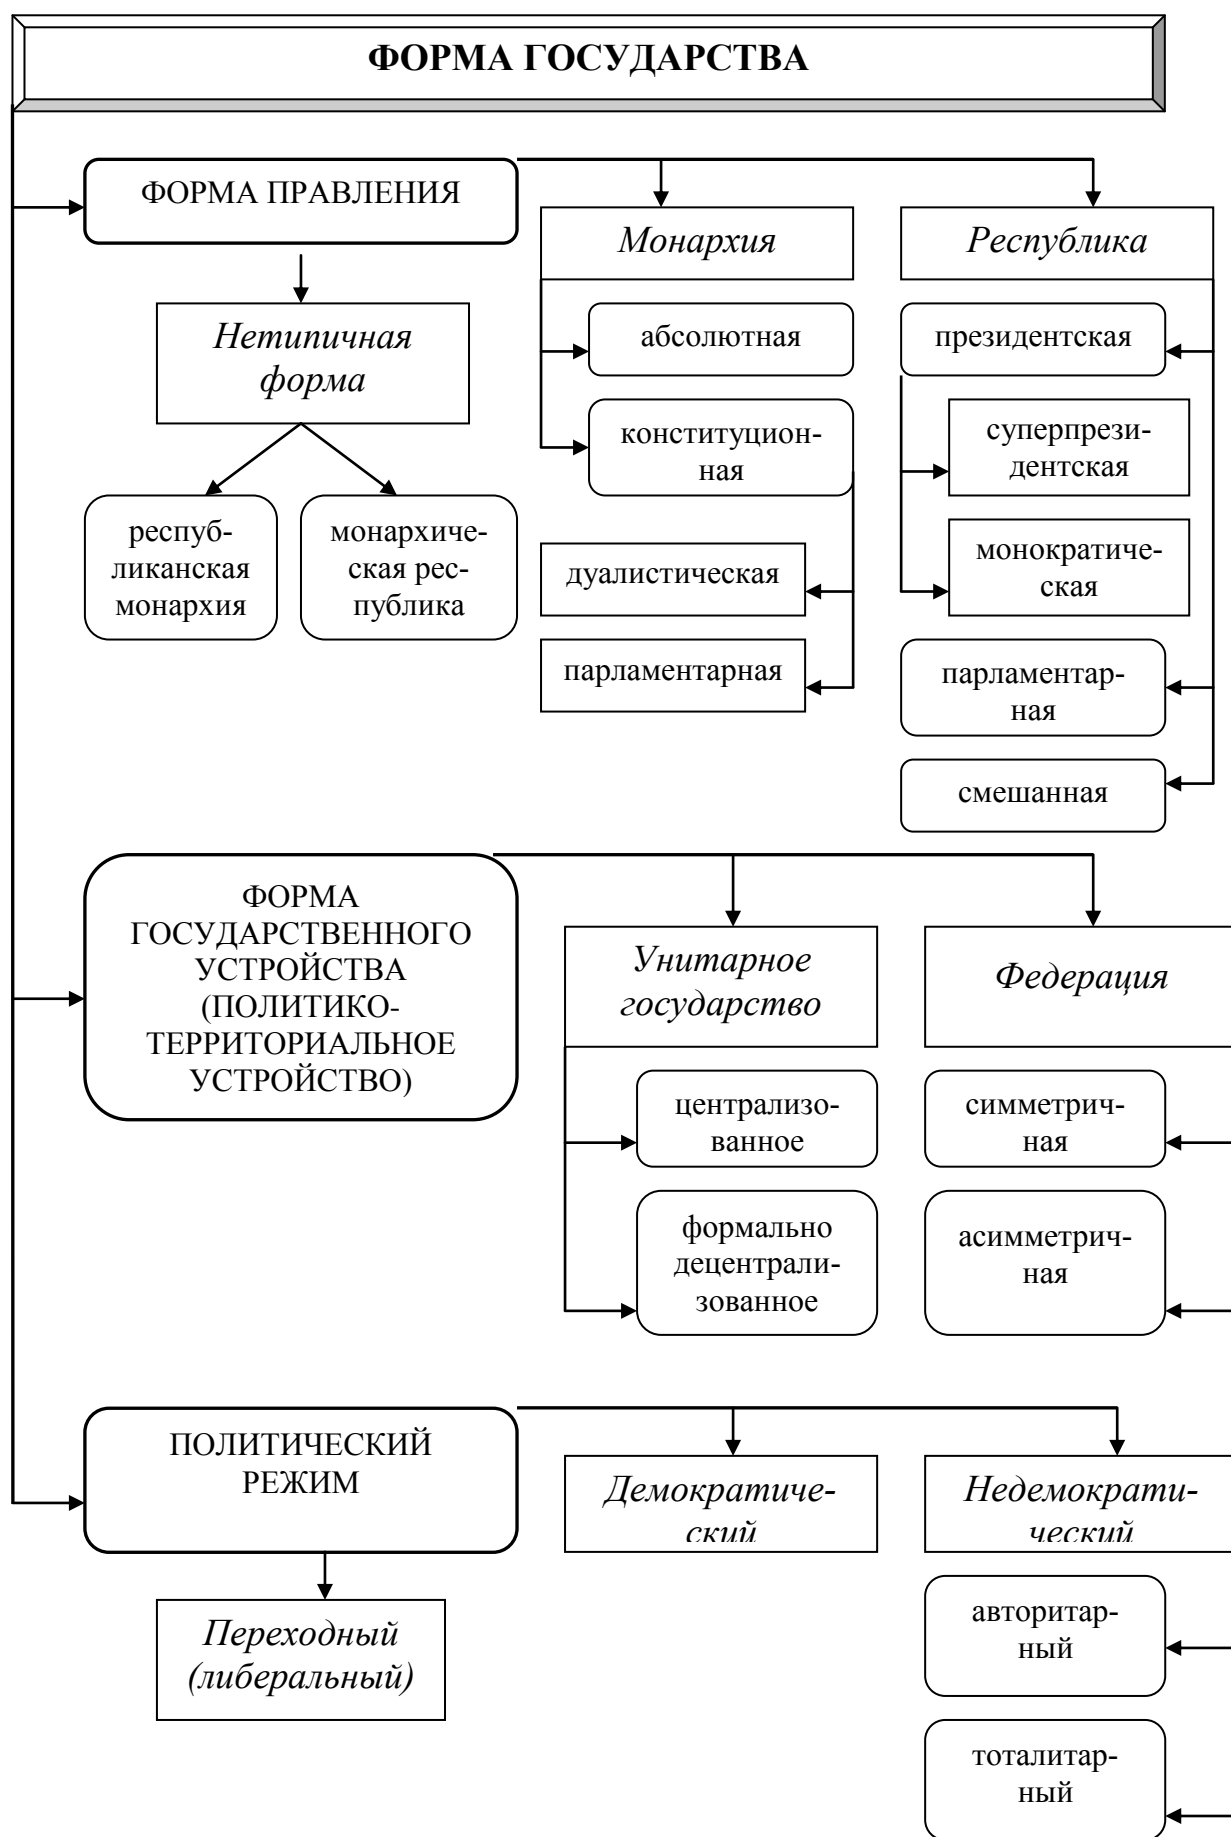 ФОРМА ГОСУДАРСТВА
ФОРМА ПРАВЛЕНИЯ
Монархия
Республика
Нетипичная
форма
респуб-
ликанская
монархия
монархиче-
ская рес-
публика
абсолютная
конституцион-
ная
дуалистическая
парламентарная
президентская
суперпрези-
дентская
монократиче-
ская
парламентар-
ная
смешанная
ФОРМА
ГОСУДАРСТВЕННОГО
УСТРОЙСТВА
(ПОЛИТИКО-
ТЕРРИТОРИАЛЬНОЕ
УСТРОЙСТВО)
Унитарное
государство
Федерация
централизо-
ванное
формально
децентрали-
зованное
симметрич-
ная
асимметрич-
ная
ПОЛИТИЧЕСКИЙ
РЕЖИМ
Демократиче-
ский
Недемократи-
ческий
Переходный
(либеральный)
авторитар-
ный
тоталитар-
ный